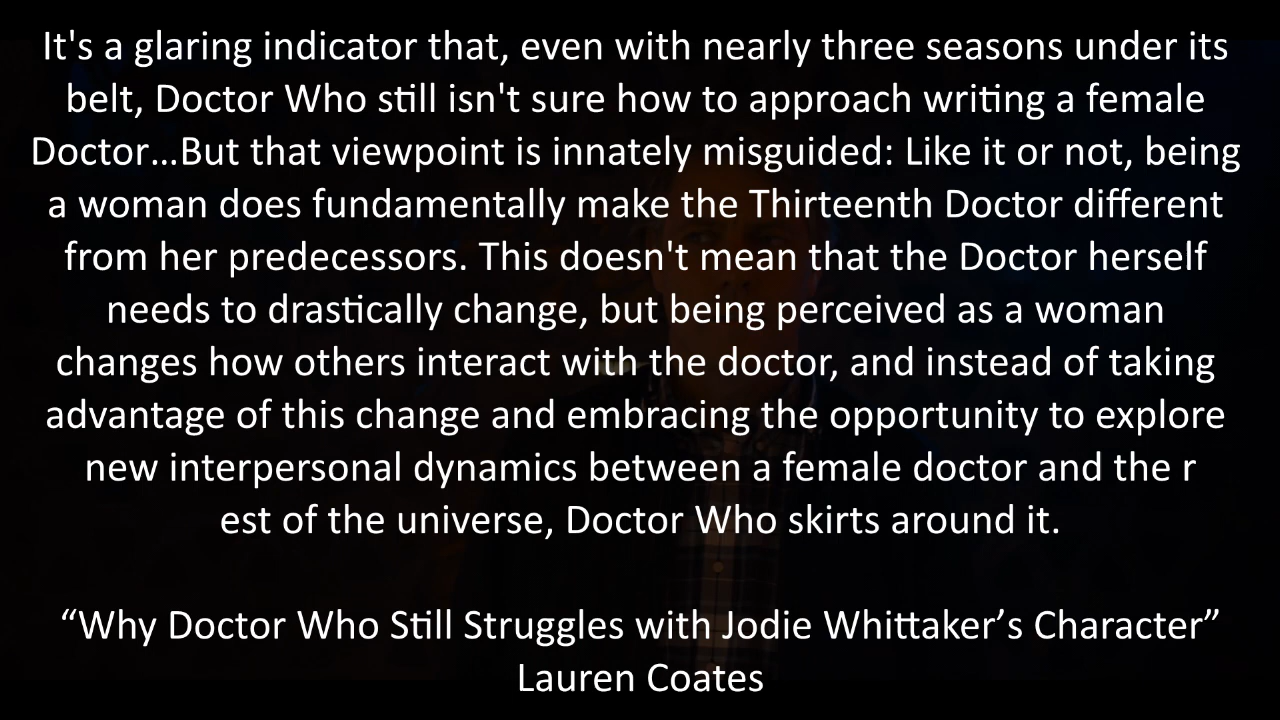 It's a glaring indicator that, even with nearly three seasons under its
belt, Doctor Who still isn't sure how to approach writing a female
Doctor…But that viewpoint is innately misguided: Like it or not, being
a woman does fundamentally make the Thirteenth Doctor different
from her predecessors. This doesn't mean that the Doctor herself
needs to drastically change, but being perceived as a woman
changes how others interact with the doctor, and instead of taking
advantage of this change and embracing the opportunity to explore
new interpersonal dynamics between a female doctor and the r
est of the universe, Doctor Who skirts around it.
“Why Doctor Who Still Struggles with Jodie Whittaker’s Character”
Lauren Coates